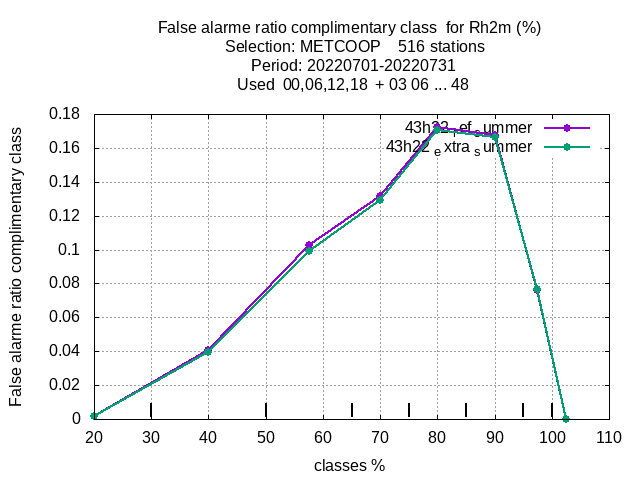 False alarme ratio complimentary class  for Rh2m (%)
Selection: METCOOP    516 stations
Period: 20220701-20220731
Used  00,06,12,18  + 03 06 ... 48
False alarme ratio complimentary class
0.18
0.16
0.14
0.12
0.1
0.08
0.06
0.04
0.02
0
43h22_ref_summer
43h22_extra_summer
20 30 40 50 60 70 80 90 100 110
classes %